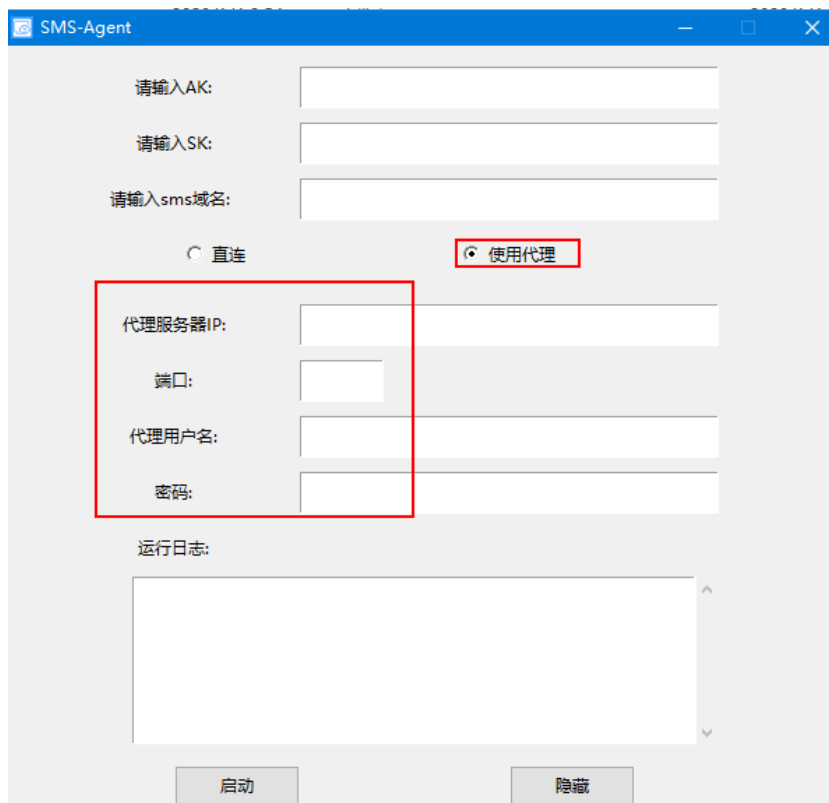 SMS-Agent
请输入AK:
请输入SK:
请输入sms域名:
直连 使用代理
代理服务器IP:
端口:
代理用户名:
密码:
运行日志:
启动 隐藏